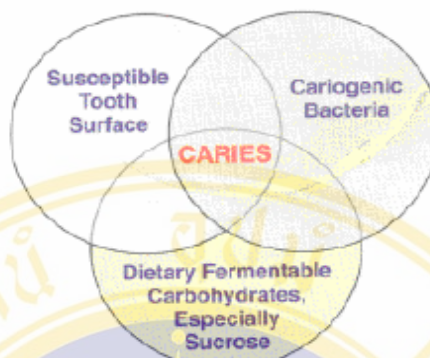 Susceptible
Tooth
Surface
Cariogenic
Bacteria
CARIES
Dietary Fermentable
Carbohydrates,
Especially
Sucrose